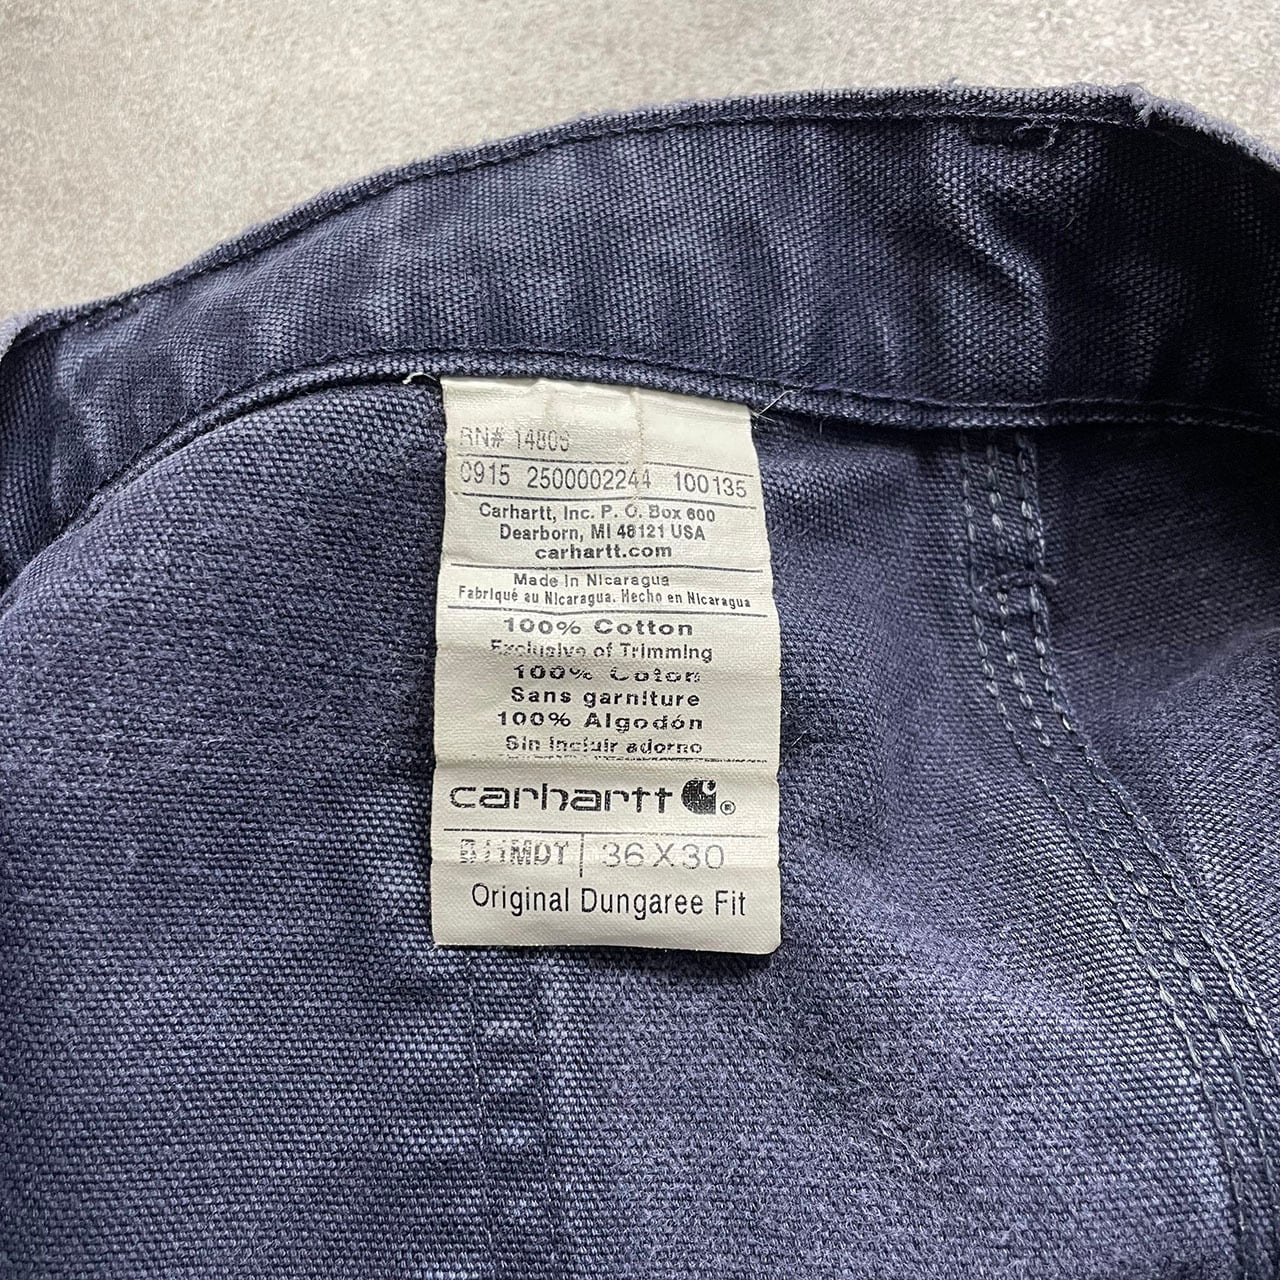 RN# 14806
0915 2500002244 100135
Carhartt, Inc. P. O. Box 600
Dearborn, MI 48121 USA
carhartt.com
Made in Nicaragua
Fabriqué au Nicaragua. Hecho en Nicaragua
100% Cotton
Exclusive of Trimming
100% Coton
Sans garniture
100% Algodón
Sin incluir adorno
carhartt ®
36 X 30
Original Dungaree Fit